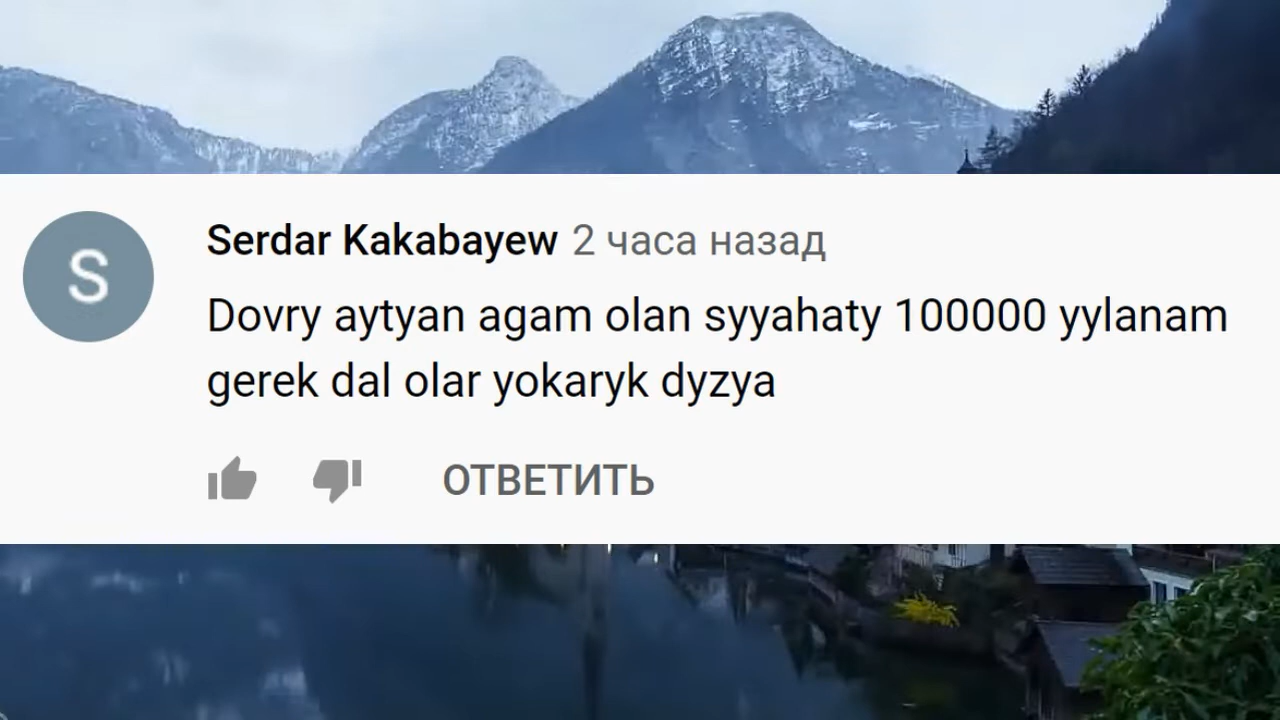 S
Serdar Kakabayew 2 часа назад
Dovry aytyan agam olan syyahaty 100000 yylanam
gerek dal olar yokaryk dyzya
ОТВЕТИТЬ